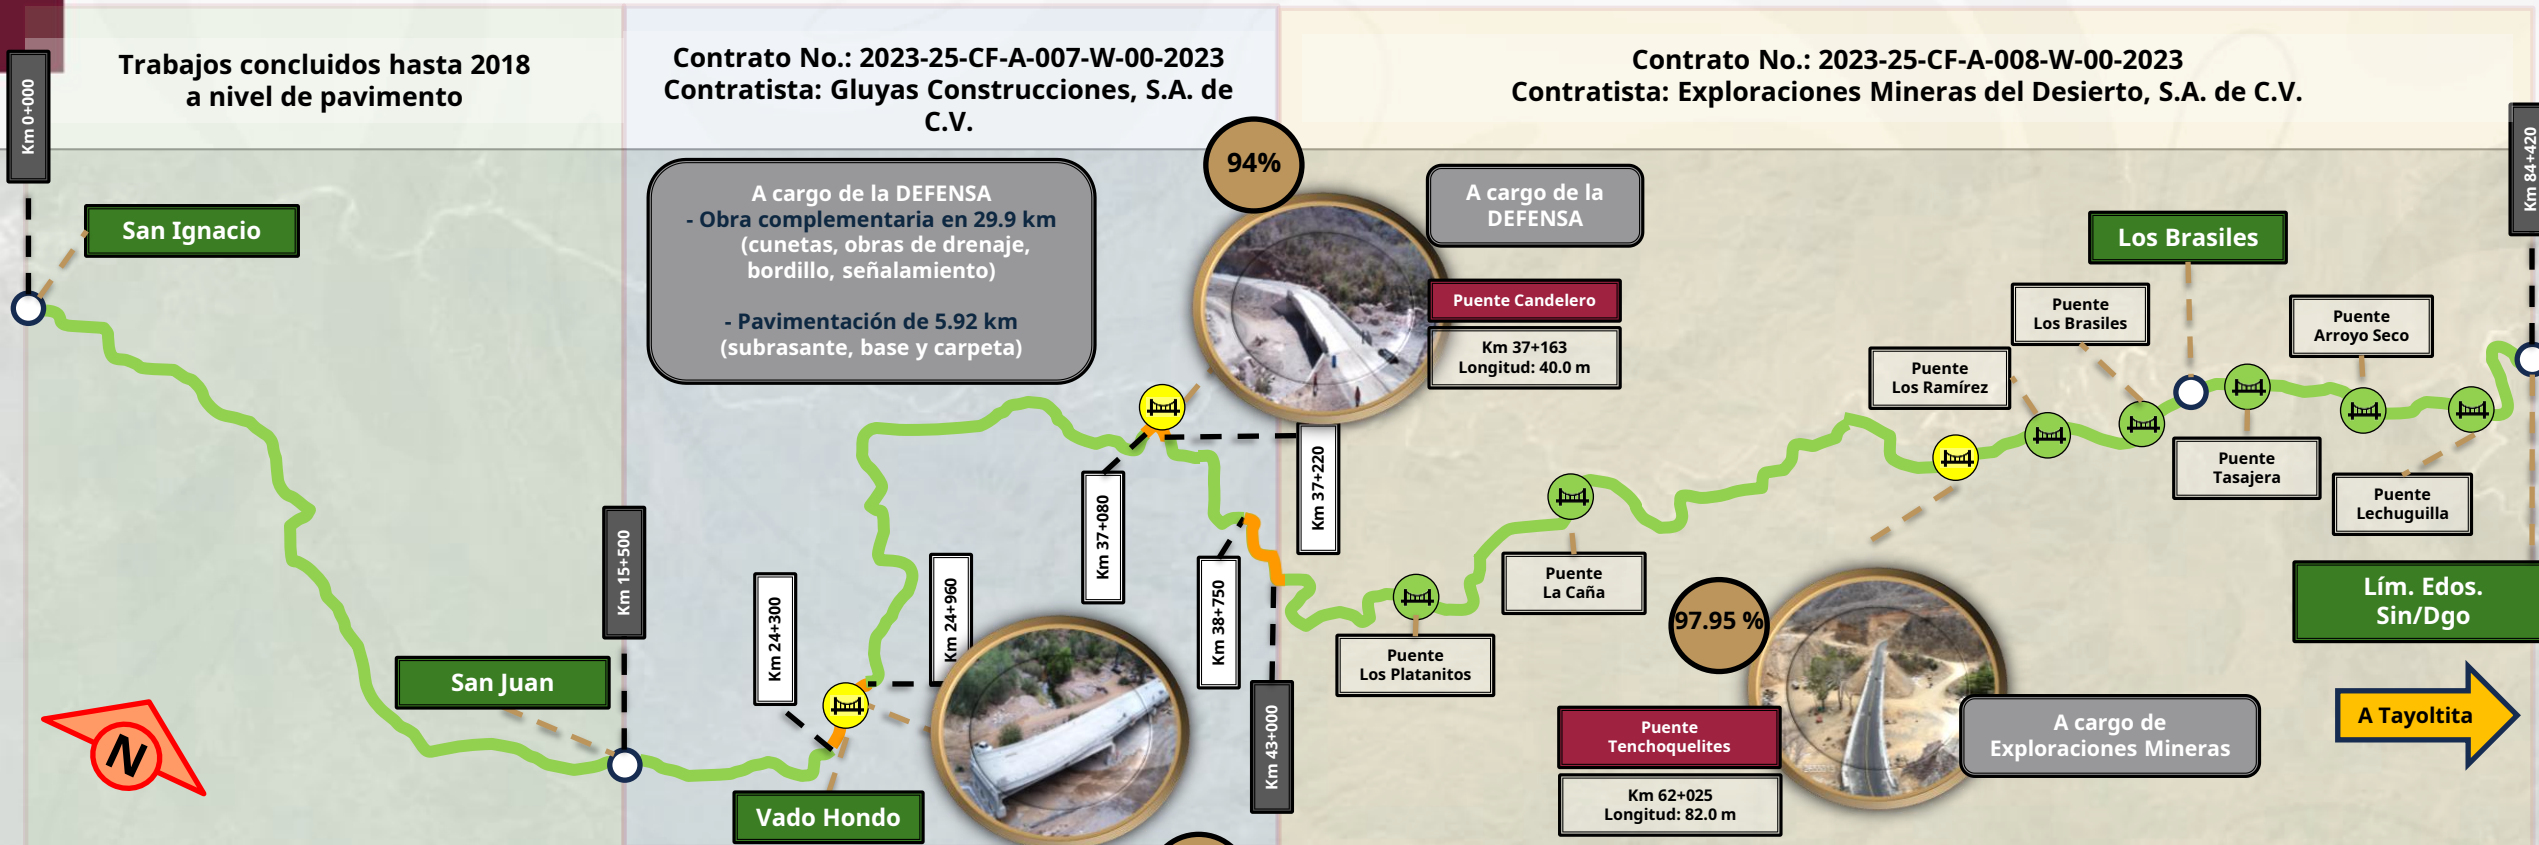 Trabajos concluidos hasta 2018
a nivel de pavimento
Contrato No.: 2023-25-CF-A-007-W-00-2023
Contratista: Gluyas Construcciones, S.A. de
C.V.
Contrato No.: 2023-25-CF-A-008-W-00-2023
Contratista: Exploraciones Mineras del Desierto, S.A. de C.V.
Km 0+000
San Ignacio
A cargo de la DEFENSA
- Obra complementaria en 29.9 km
(cunetas, obras de drenaje,
bordillo, señalamiento)
- Pavimentación de 5.92 km
(subrasante, base y carpeta)
94%
A cargo de la
DEFENSA
Puente Candelero
Km 37+163
Longitud: 40.0 m
Km 84+420
Los Brasiles
Puente
Los Brasiles
Puente
Arroyo Seco
Puente
Los Ramírez
Puente
Tasajera
Puente
Lechuguilla
Km 37+220
Km 37+080
Km 38+750
Km 43+000
Km 15+500
Km 24+300
Km 24+960
San Juan
Vado Hondo
Puente
La Caña
Puente
Los Platanitos
97.95 %
Puente
Tenchoquelites
Km 62+025
Longitud: 82.0 m
A cargo de
Exploraciones Mineras
Lím. Edos.
Sin/Dgo
A Tayoltita
N